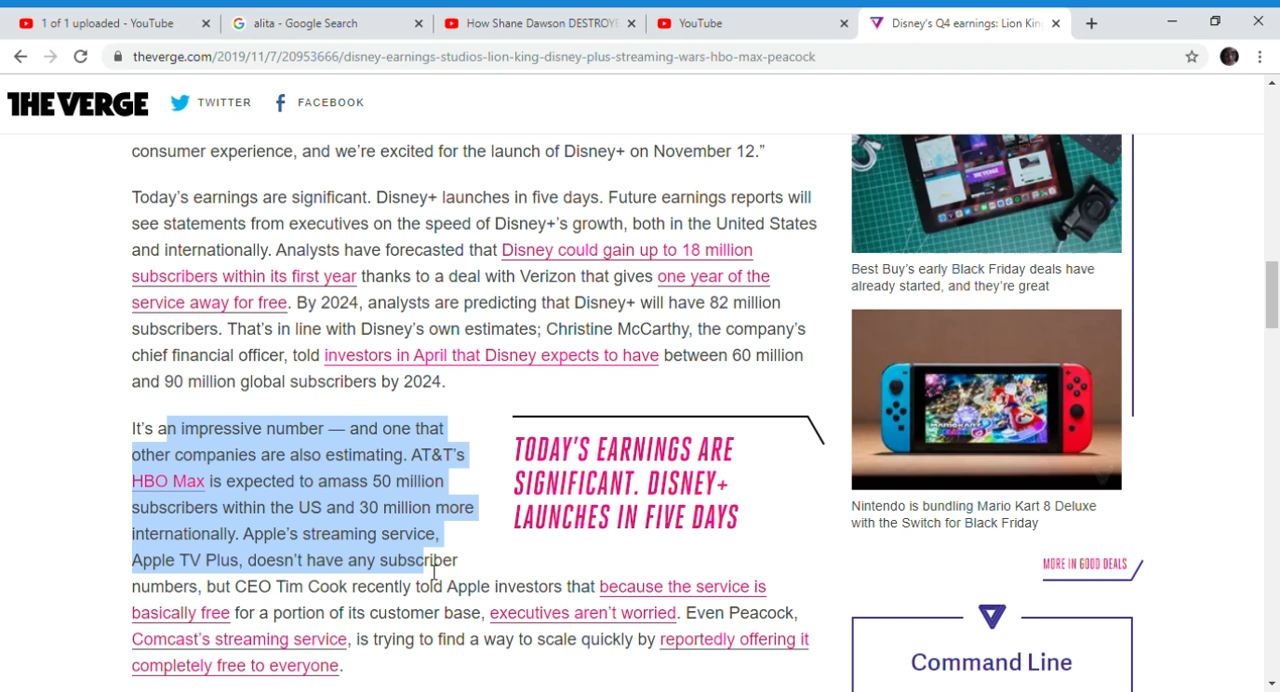 1 of 1 uploaded - YouTube
alita - Google Search
How Shane Dawson DESTROYE
YouTube
Disney's Q4 earnings: Lion Kin
theverge.com/2019/11/7/20953666/disney-earnings-studios-lion-king-disney-plus-streaming-wars-hbo-max-peacock
THE VERGE
TWITTER
FACEBOOK
consumer experience, and we're excited for the launch of Disney+ on November 12.”
Today's earnings are significant. Disney+ launches in five days. Future earnings reports will
see statements from executives on the speed of Disney+'s growth, both in the United States
and internationally. Analysts have forecasted that Disney could gain up to 18 million
subscribers within its first year thanks to a deal with Verizon that gives one year of the
service away for free. By 2024, analysts are predicting that Disney+ will have 82 million
subscribers. That's in line with Disney's own estimates; Christine McCarthy, the company's
chief financial officer, told investors in April that Disney expects to have between 60 million
and 90 million global subscribers by 2024.
It's an impressive number — and one that
other companies are also estimating. AT&T's
HBO Max is expected to amass 50 million
subscribers within the US and 30 million more
internationally. Apple's streaming service,
Apple TV Plus, doesn't have any subscriber
numbers, but CEO Tim Cook recently told Apple investors that because the service is
basically free for a portion of its customer base, executives aren't worried. Even Peacock,
Comcast's streaming service, is trying to find a way to scale quickly by reportedly offering it
completely free to everyone.
TODAY'S EARNINGS ARE
SIGNIFICANT. DISNEY+
LAUNCHES IN FIVE DAYS
Best Buy's early Black Friday deals have
already started, and they're great
Nintendo is bundling Mario Kart 8 Deluxe
with the Switch for Black Friday
MORE IN GOOD DEALS
Command Line